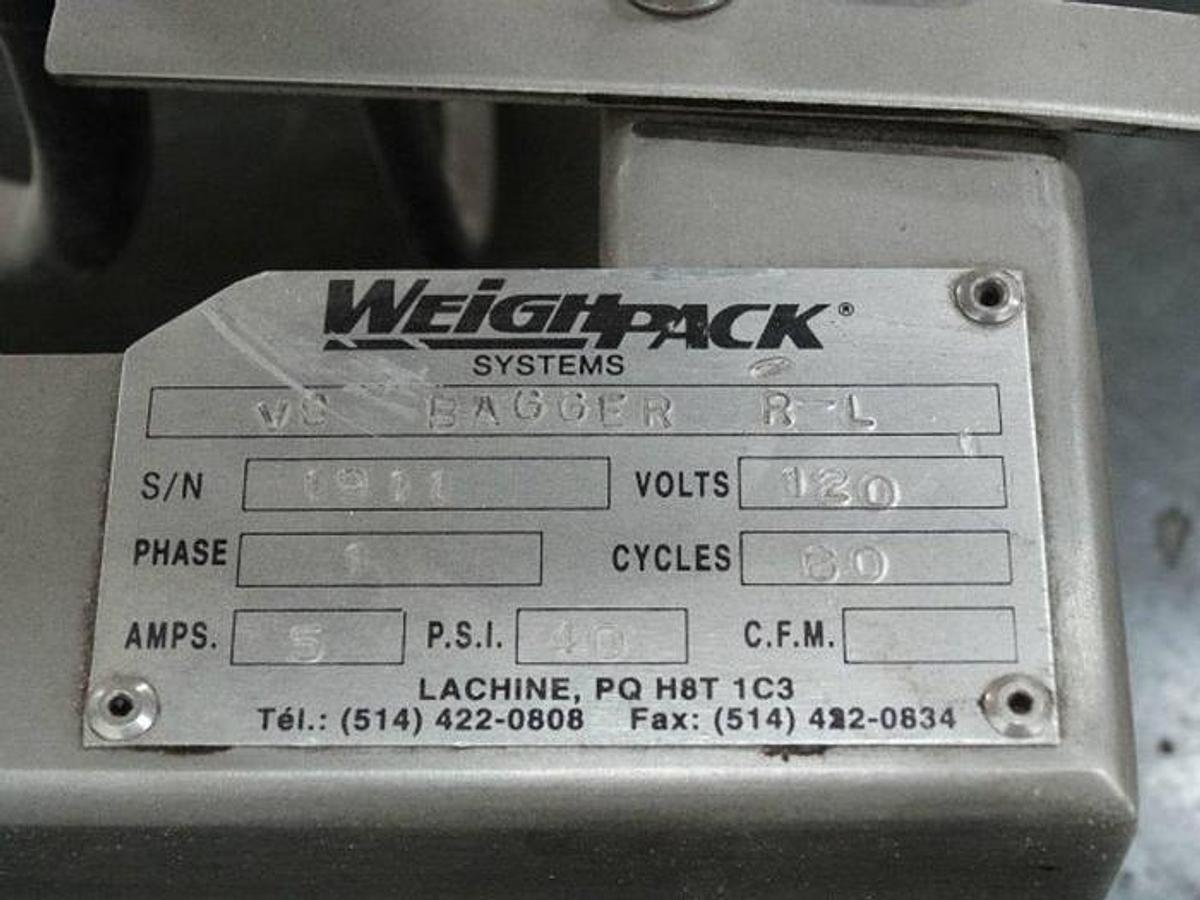 WEiGHPACK®
SYSTEMS
VS BAGGER R-L
S/N 1911 VOLTS 120
PHASE 1 CYCLES 60
AMPS. 5 P.S.I. 40 C.F.M.
LACHINE, PQ H8T 1C3
Tél.: (514) 422-0808 Fax: (514) 422-0834